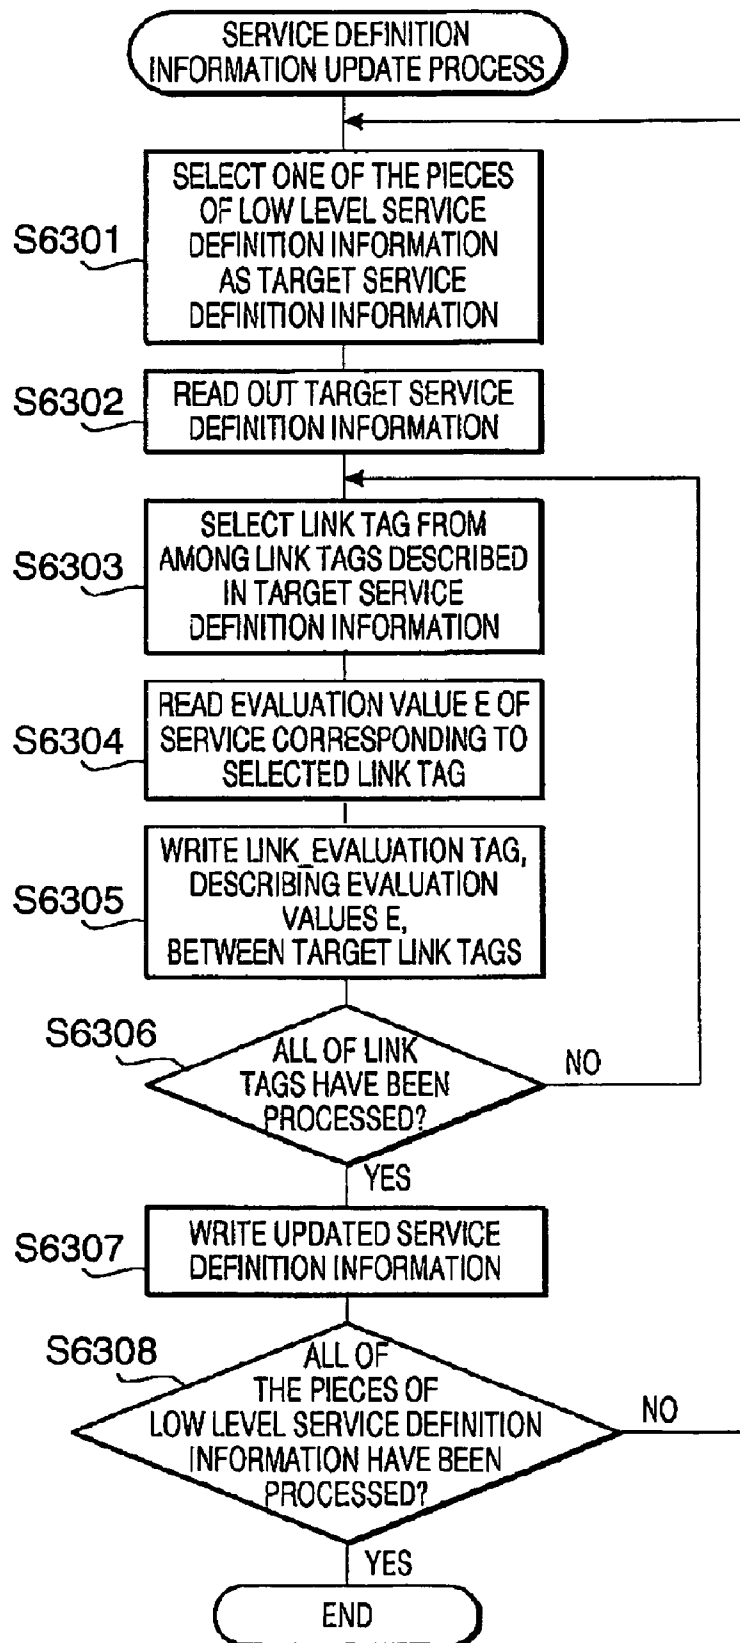 SERVICE DEFINITION
INFORMATION UPDATE PROCESS
S6301
SELECT ONE OF THE PIECES
OF LOW LEVEL SERVICE
DEFINITION INFORMATION
AS TARGET SERVICE
DEFINITION INFORMATION
S6302
READ OUT TARGET SERVICE
DEFINITION INFORMATION
S6303
SELECT LINK TAG FROM
AMONG LINK TAGS DESCRIBED
IN TARGET SERVICE
DEFINITION INFORMATION
S6304
READ EVALUATION VALUE E OF
SERVICE CORRESPONDING TO
SELECTED LINK TAG
S6305
WRITE LINK_EVALUATION TAG,
DESCRIBING EVALUATION
VALUES E,
BETWEEN TARGET LINK TAGS
S6306
ALL OF LINK
TAGS HAVE BEEN
PROCESSED?
NO
YES
S6307
WRITE UPDATED SERVICE
DEFINITION INFORMATION
S6308
ALL OF
THE PIECES OF
LOW LEVEL SERVICE DEFINITION
INFORMATION HAVE BEEN
PROCESSED?
NO
YES
END